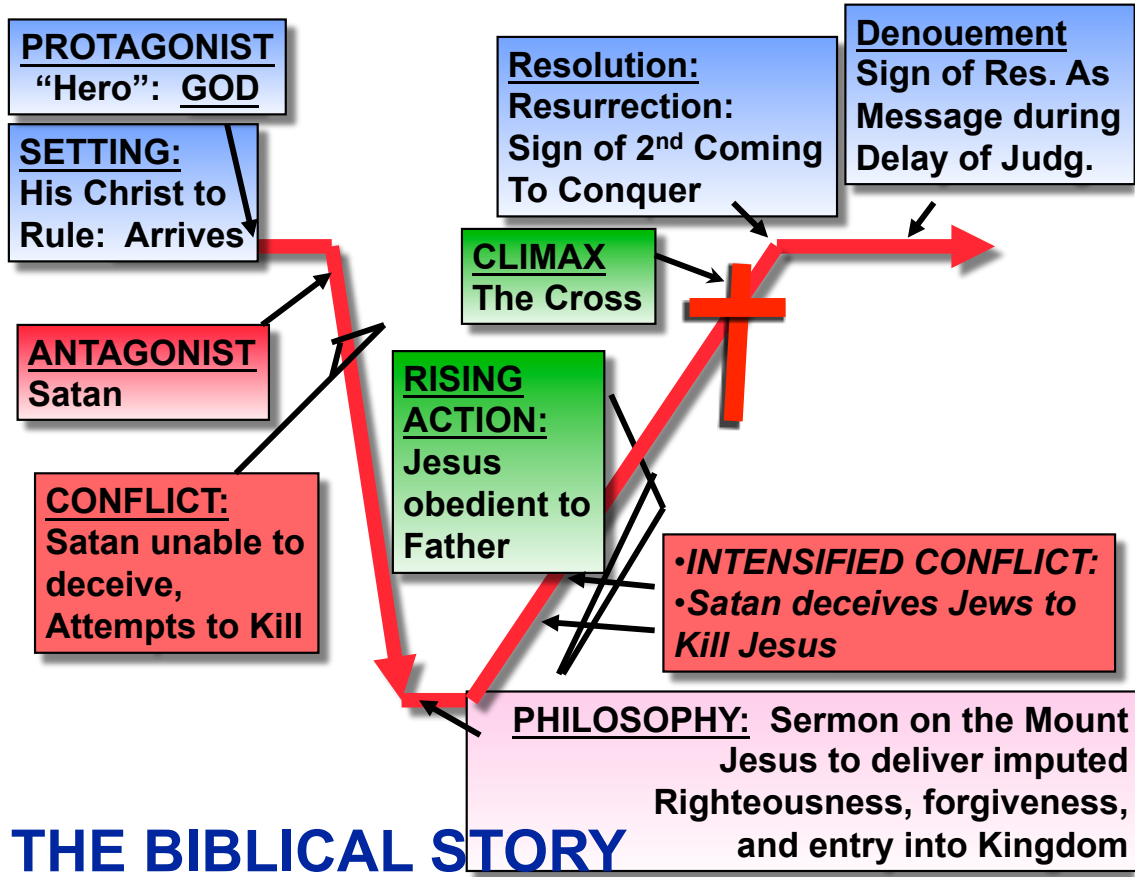 PROTAGONIST
“Hero”: GOD
SETTING:
His Christ to
Rule: Arrives
ANTAGONIST
Satan
CONFLICT:
Satan unable to
deceive,
Attempts to Kill
PHILOSOPHY: Sermon on the Mount
Jesus to deliver imputed
Righteousness, forgiveness,
and entry into Kingdom
RISING
ACTION:
Jesus
obedient to
Father
•INTENSIFIED CONFLICT:
•Satan deceives Jews to
Kill Jesus
CLIMAX
The Cross
Resolution:
Resurrection:
Sign of 2nd Coming
To Conquer
Denouement
Sign of Res. As
Message during
Delay of Judg.
THE BIBLICAL STORY